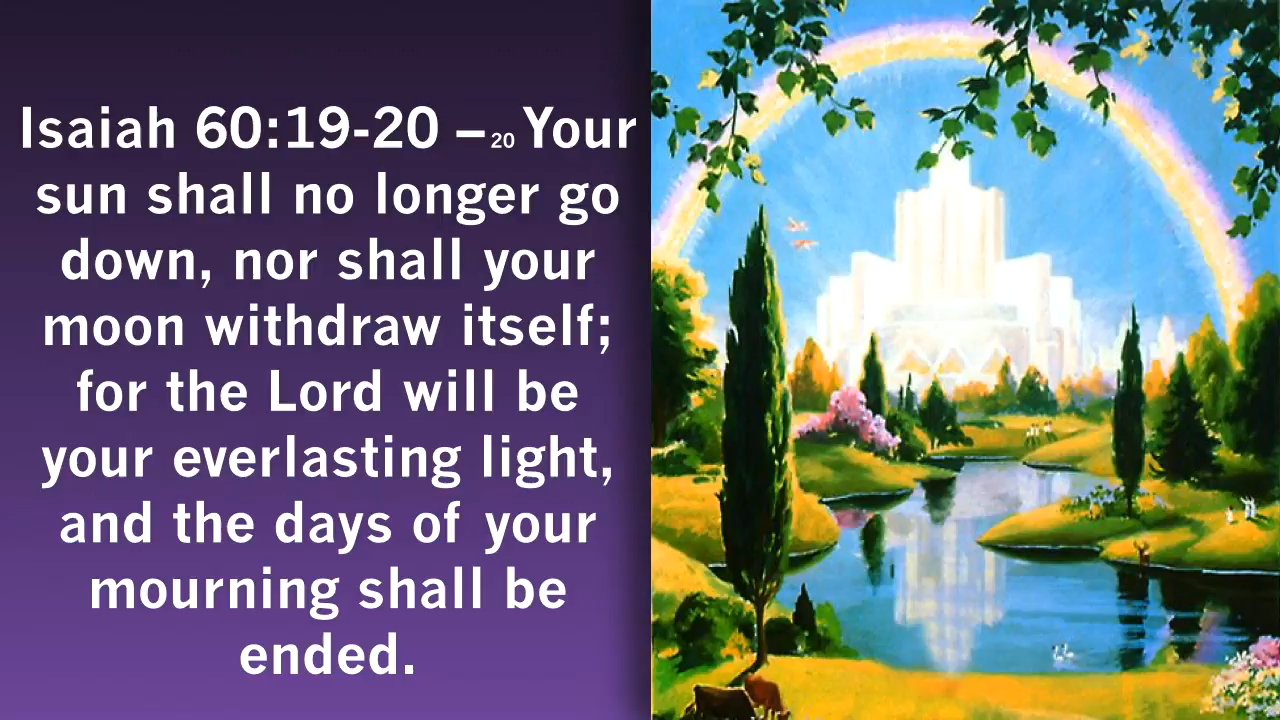 Isaiah 60:19-20 – 20 Your
sun shall no longer go
down, nor shall your
moon withdraw itself;
for the Lord will be
your everlasting light,
and the days of your
mourning shall be
ended.